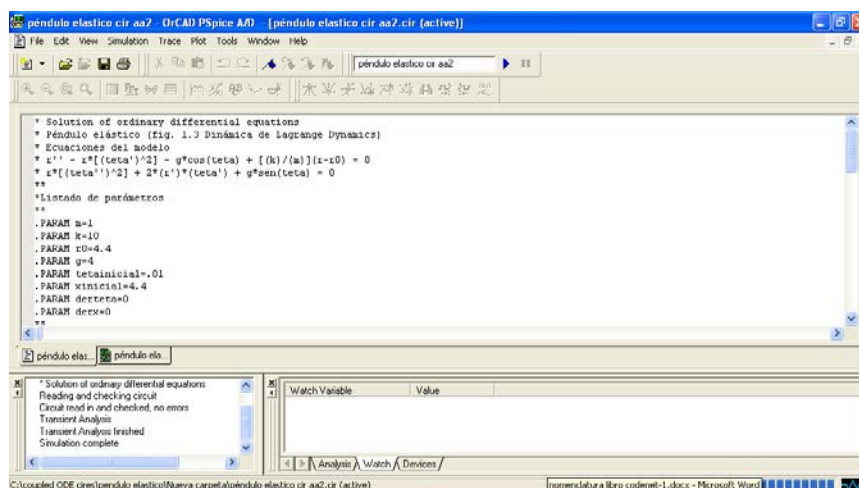 péndulo elastico cir aa2 - OrCAD PSpice A/D - [péndulo elastico cir aa2.cir (active)]
File Edit View Simulation Trace Plot Tools Window Help
péndulo elastico cir aa2
* Solution of ordinary differential equations
* Péndulo elástico (fig. 1.3 Dinámica de Lagrange Dynamics)
* Ecuaciones del modelo
* r'' - r*[(teta')^2] - g*cos(teta) + [(k)/(m)](r-r0) = 0
* r*[(teta'')^2] + 2*(r')*(teta') + g*sen(teta) = 0
**
*Listado de parámetros
**
.PARAM m=1
.PARAM k=10
.PARAM r0=4.4
.PARAM g=4
.PARAM tetainicial=.01
.PARAM xinicial=4.4
.PARAM derteta=0
.PARAM derx=0
**
péndulo elas... péndulo ela...
* Solution of ordinary differential equations
Reading and checking circuit
Circuit read in and checked, no errors
Transient Analysis
Transient Analysis finished
Simulation complete
Watch Variable Value
Analysis Watch Devices
C:\coupled ODE cires\pendulo elastico\Nueva carpeta\péndulo elastico cir aa2.cir (active)
nomenclatura libro codenet-1.docx - Microsoft Word